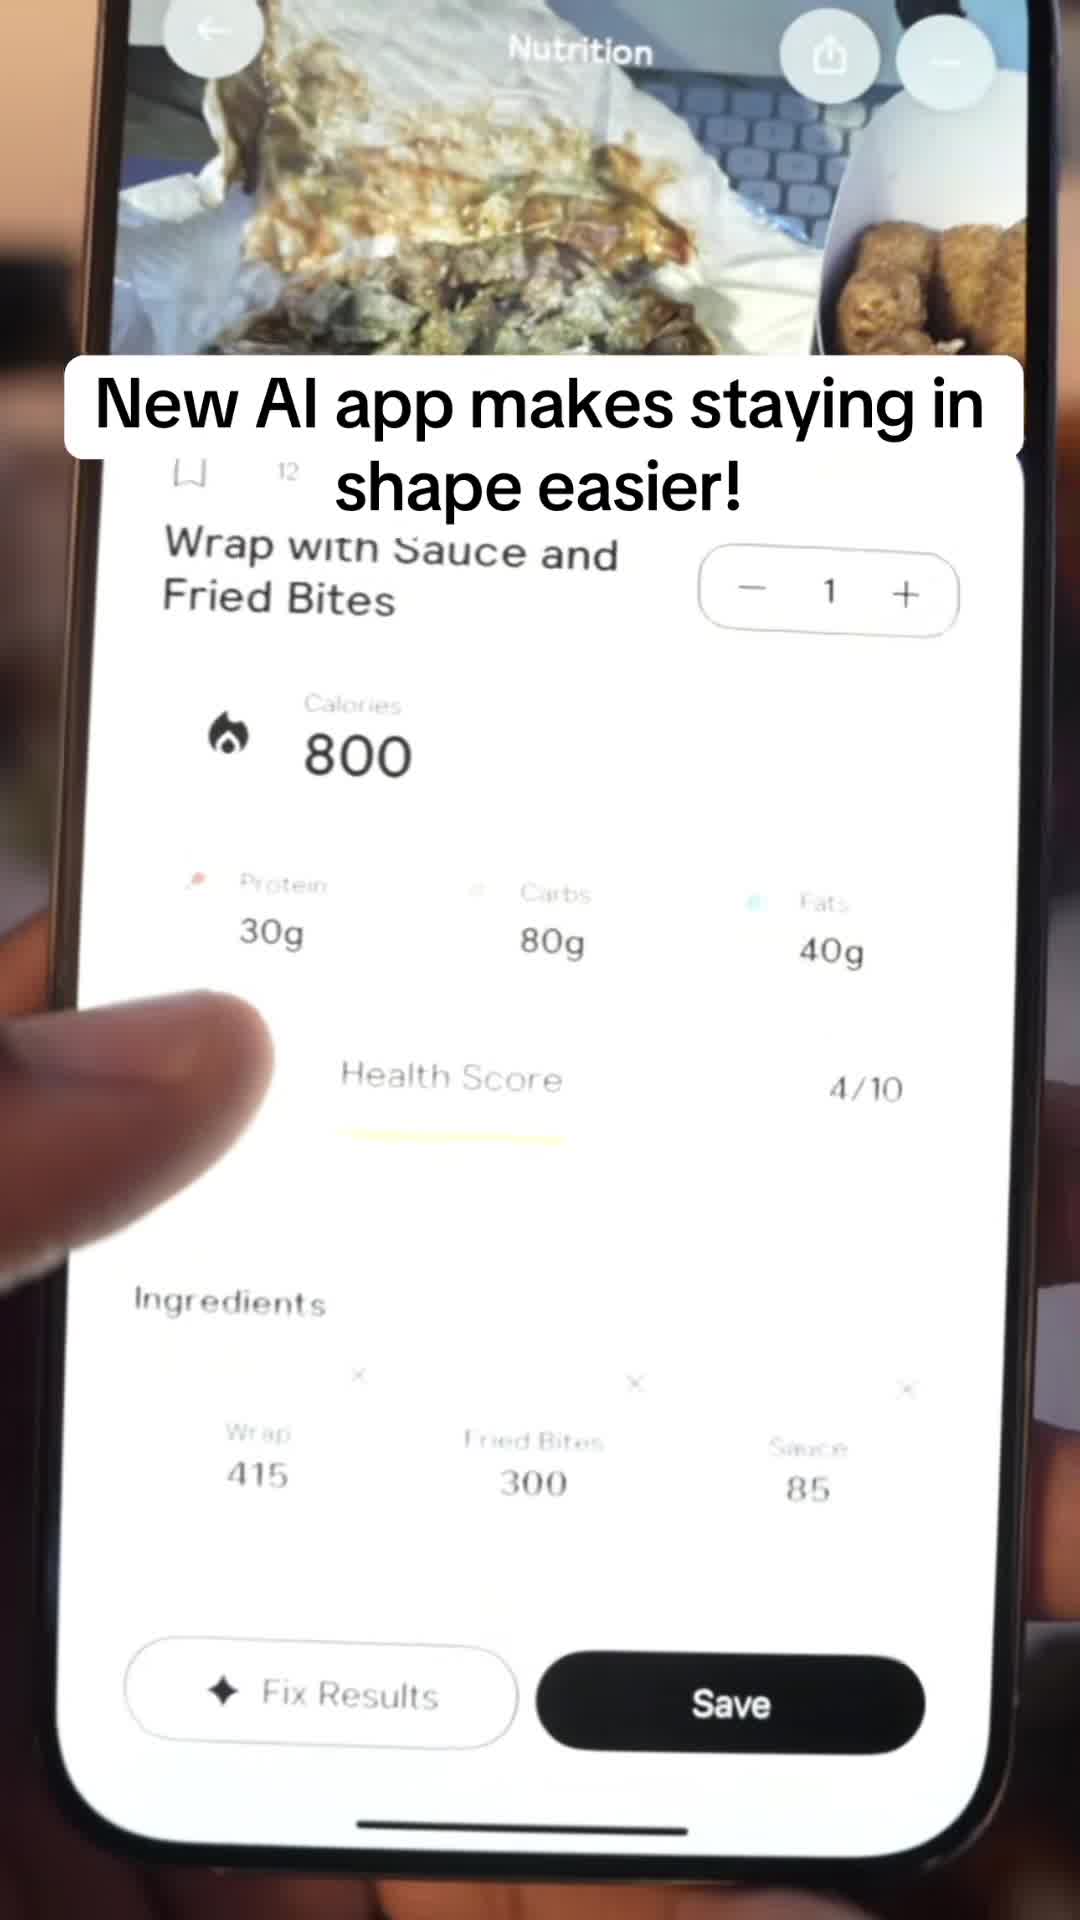 Nutrition
New AI app makes staying in
shape easier!
12
Wrap with Sauce and
Fried Bites
− 1 +
Calories
800
Protein
Carbs
Fats
30g
80g
40g
Health Score
4/10
Ingredients
Wrap
Fried Bites
Sauce
415
300
85
Fix Results
Save